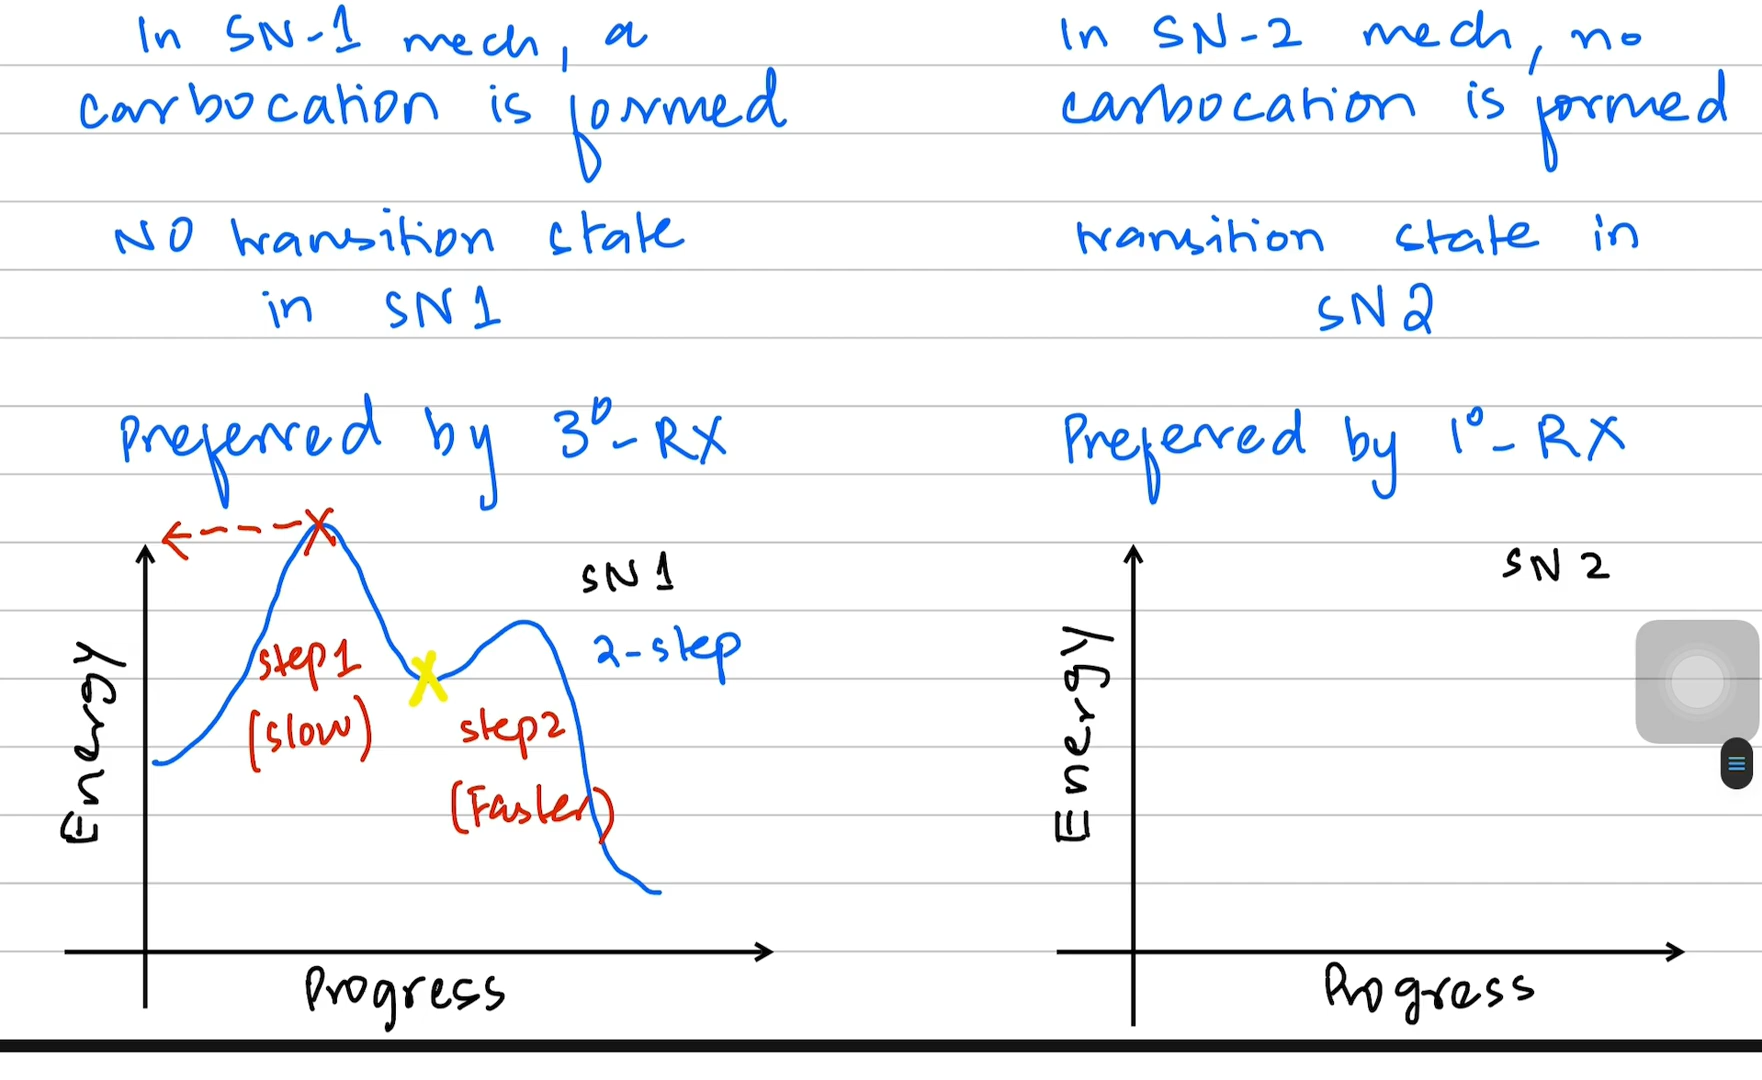 In SN-1 mech, a
carbocation is formed
NO transition state
in SN1
Preferred by 3°-RX
SN1
2-step
step1
(slow)
step2
(Faster)
Energy
Progress
In SN-2 mech, no
carbocation is formed
transition state in
SN2
Preferred by 1°-RX
SN2
Energy
Progress